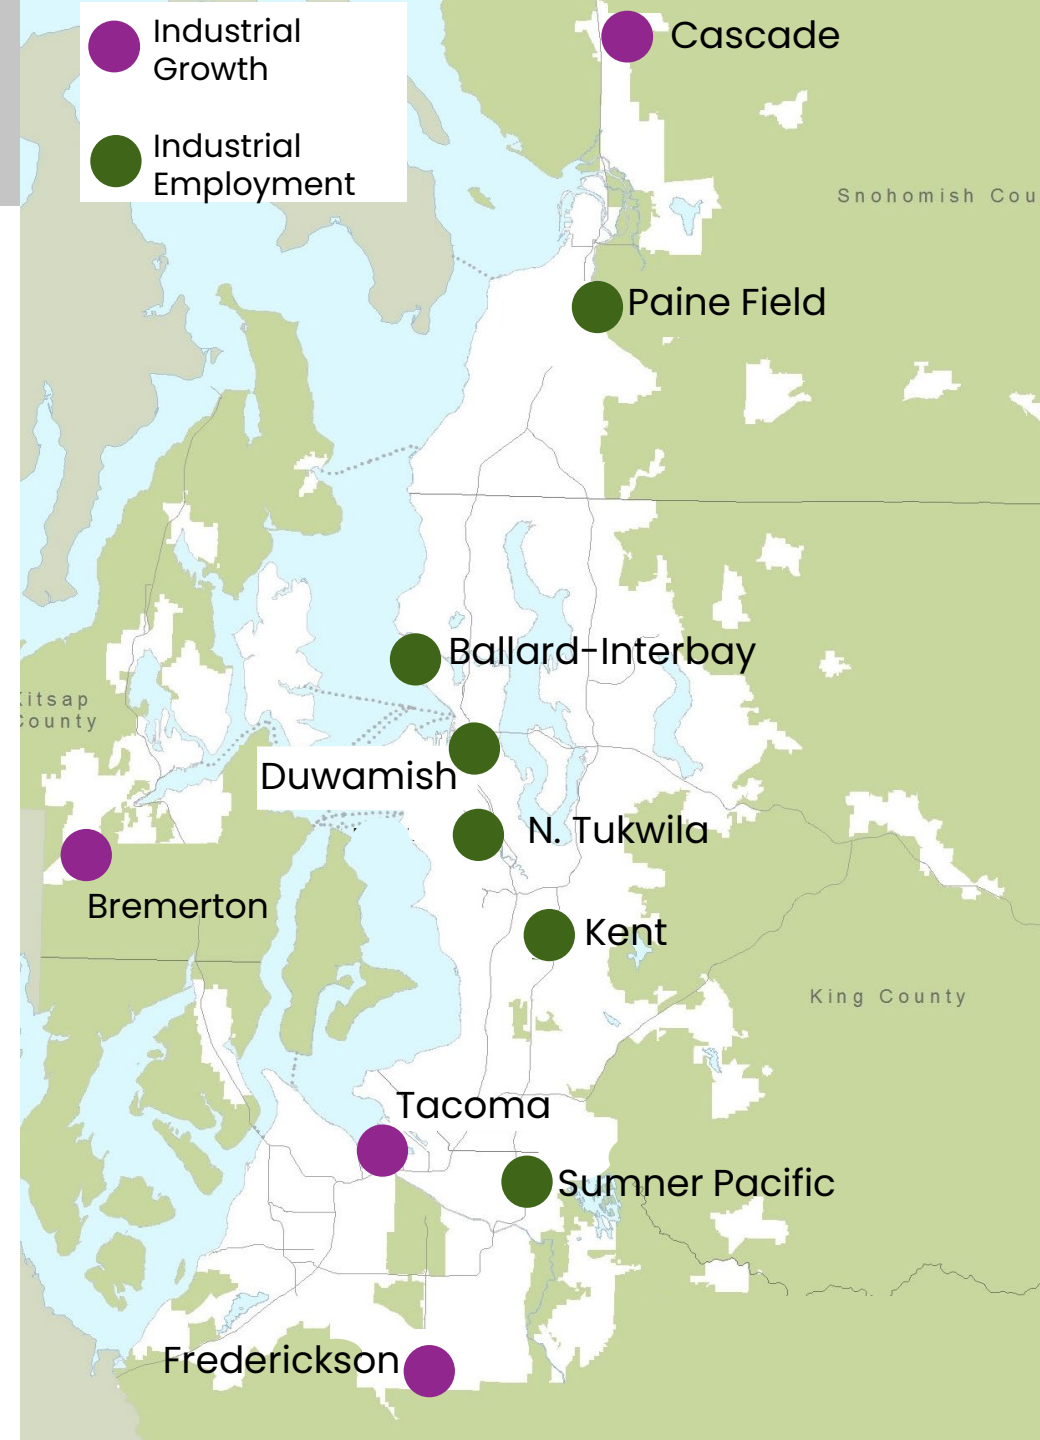 Industrial
Growth
Industrial
Employment
Cascade
Snohomish Cou
Paine Field
Ballard-Interbay
itsap
County
Duwamish
N. Tukwila
Bremerton
Kent
King County
Tacoma
Sumner Pacific
Frederickson